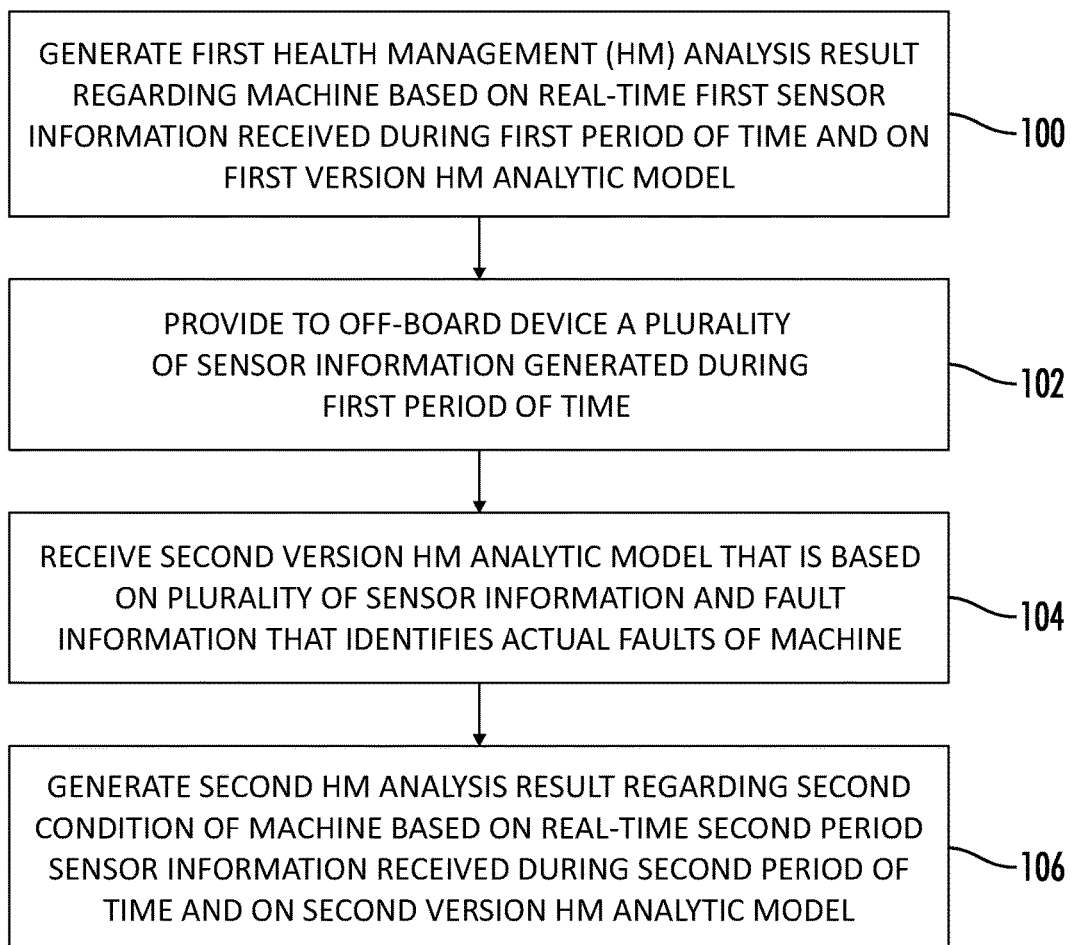 GENERATE FIRST HEALTH MANAGEMENT (HM) ANALYSIS RESULT
REGARDING MACHINE BASED ON REAL-TIME FIRST SENSOR
INFORMATION RECEIVED DURING FIRST PERIOD OF TIME AND ON
FIRST VERSION HM ANALYTIC MODEL
100
PROVIDE TO OFF-BOARD DEVICE A PLURALITY
OF SENSOR INFORMATION GENERATED DURING
FIRST PERIOD OF TIME
102
RECEIVE SECOND VERSION HM ANALYTIC MODEL THAT IS BASED
ON PLURALITY OF SENSOR INFORMATION AND FAULT
INFORMATION THAT IDENTIFIES ACTUAL FAULTS OF MACHINE
104
GENERATE SECOND HM ANALYSIS RESULT REGARDING SECOND
CONDITION OF MACHINE BASED ON REAL-TIME SECOND PERIOD
SENSOR INFORMATION RECEIVED DURING SECOND PERIOD OF
TIME AND ON SECOND VERSION HM ANALYTIC MODEL
106